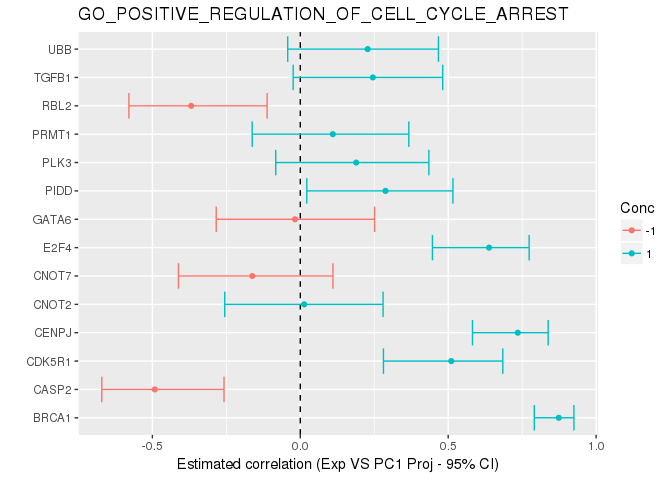 GO_POSITIVE_REGULATION_OF_CELL_CYCLE_ARREST
UBB
TGFB1
RBL2
PRMT1
PLK3
PIDD
GATA6
E2F4
CNOT7
CNOT2
CENPJ
CDK5R1
CASP2
BRCA1
-0.5 0.0 0.5 1.0
Estimated correlation (Exp VS PC1 Proj - 95% CI)
Conc
-1
1